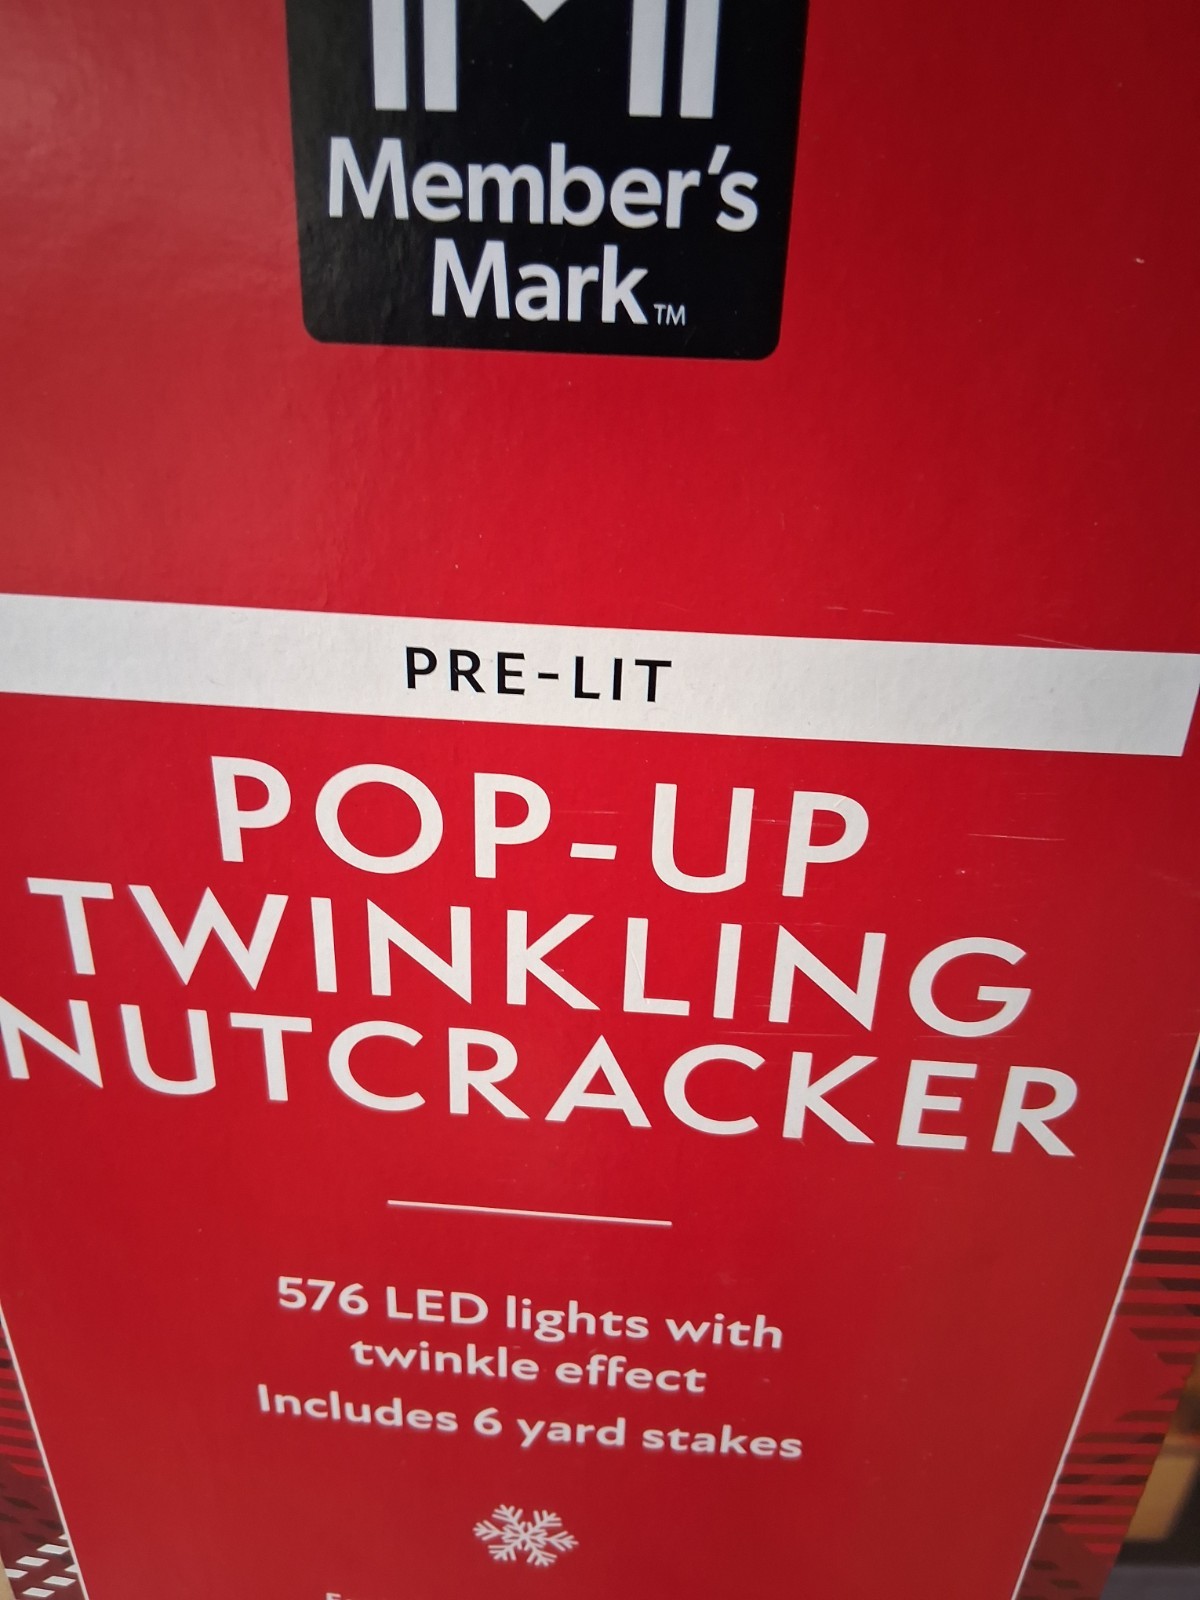 Member's
Mark™
PRE-LIT
POP-UP
TWINKLING
NUTCRACKER
576 LED lights with
twinkle effect
Includes 6 yard stakes